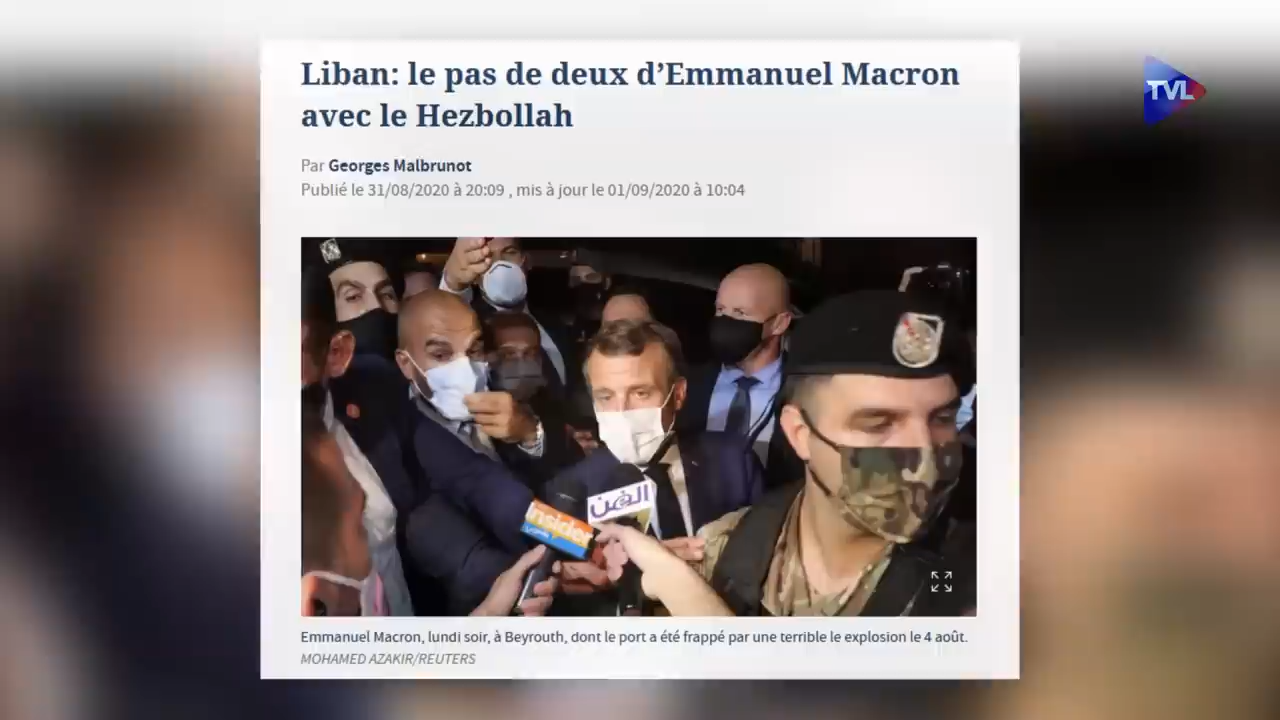 TVL
Liban: le pas de deux d’Emmanuel Macron
avec le Hezbollah
Par Georges Malbrunot
Publié le 31/08/2020 à 20:09 , mis à jour le 01/09/2020 à 10:04
الفن
insider
Emmanuel Macron, lundi soir, à Beyrouth, dont le port a été frappé par une terrible le explosion le 4 août.
MOHAMED AZAKIR/REUTERS